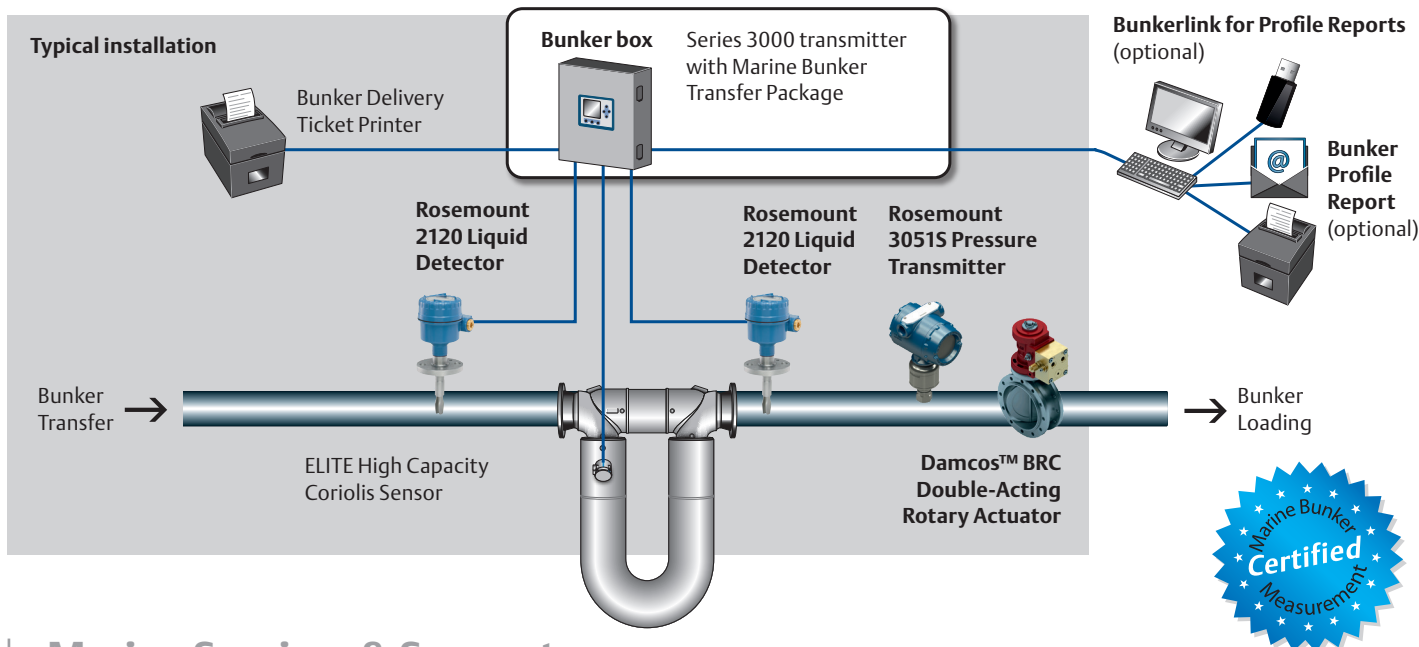 Typical installation
Bunker Delivery
Ticket Printer
Bunker box
Series 3000 transmitter
with Marine Bunker
Transfer Package
Bunkerlink for Profile Reports
(optional)
@
Bunker
Profile
Report
(optional)
Rosemount
2120 Liquid
Detector
Rosemount
2120 Liquid
Detector
Rosemount
3051S Pressure
Transmitter
Bunker
Transfer
Bunker
Loading
ELITE High Capacity
Coriolis Sensor
Damcos™ BRC
Double-Acting
Rotary Actuator
Marine Bunker
Certified
Measurement